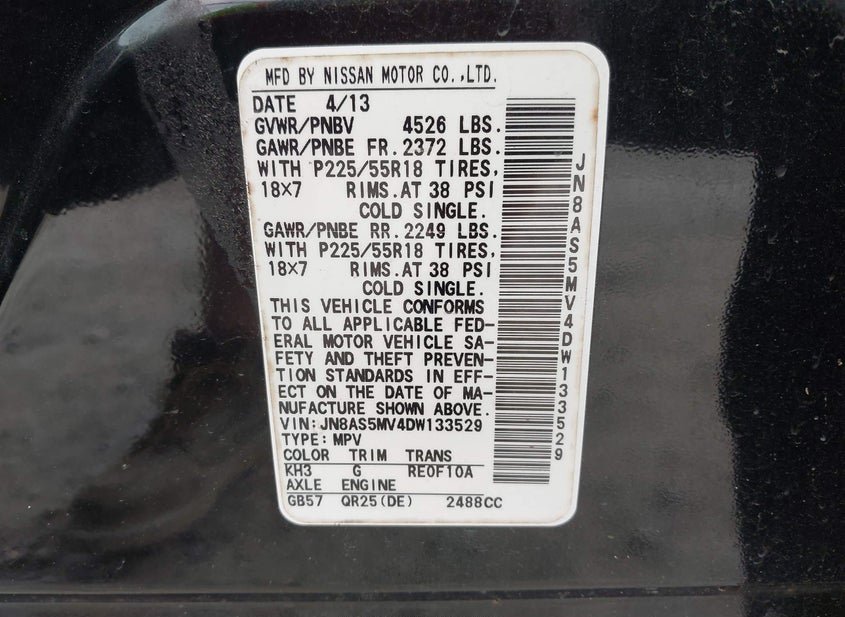 MFD BY NISSAN MOTOR CO.,LTD.
DATE 4/13
GVWR/PNBV 4526 LBS.
GAWR/PNBE FR.2372 LBS.
WITH P225/55R18 TIRES,
18X7 RIMS.AT 38 PSI
COLD SINGLE.
GAWR/PNBE RR.2249 LBS.
WITH P225/55R18 TIRES,
18X7 RIMS.AT 38 PSI
COLD SINGLE.
THIS VEHICLE CONFORMS
TO ALL APPLICABLE FED-
ERAL MOTOR VEHICLE SA-
FETY AND THEFT PREVEN-
TION STANDARDS IN EFF-
ECT ON THE DATE OF MA-
NUFACTURE SHOWN ABOVE.
VIN:JN8AS5MV4DW133529
TYPE:MPV
COLOR TRIM TRANS
KH3 G RE0F10A
AXLE ENGINE
GB57 QR25(DE) 2488CC
JN8AS5MV4DW133529